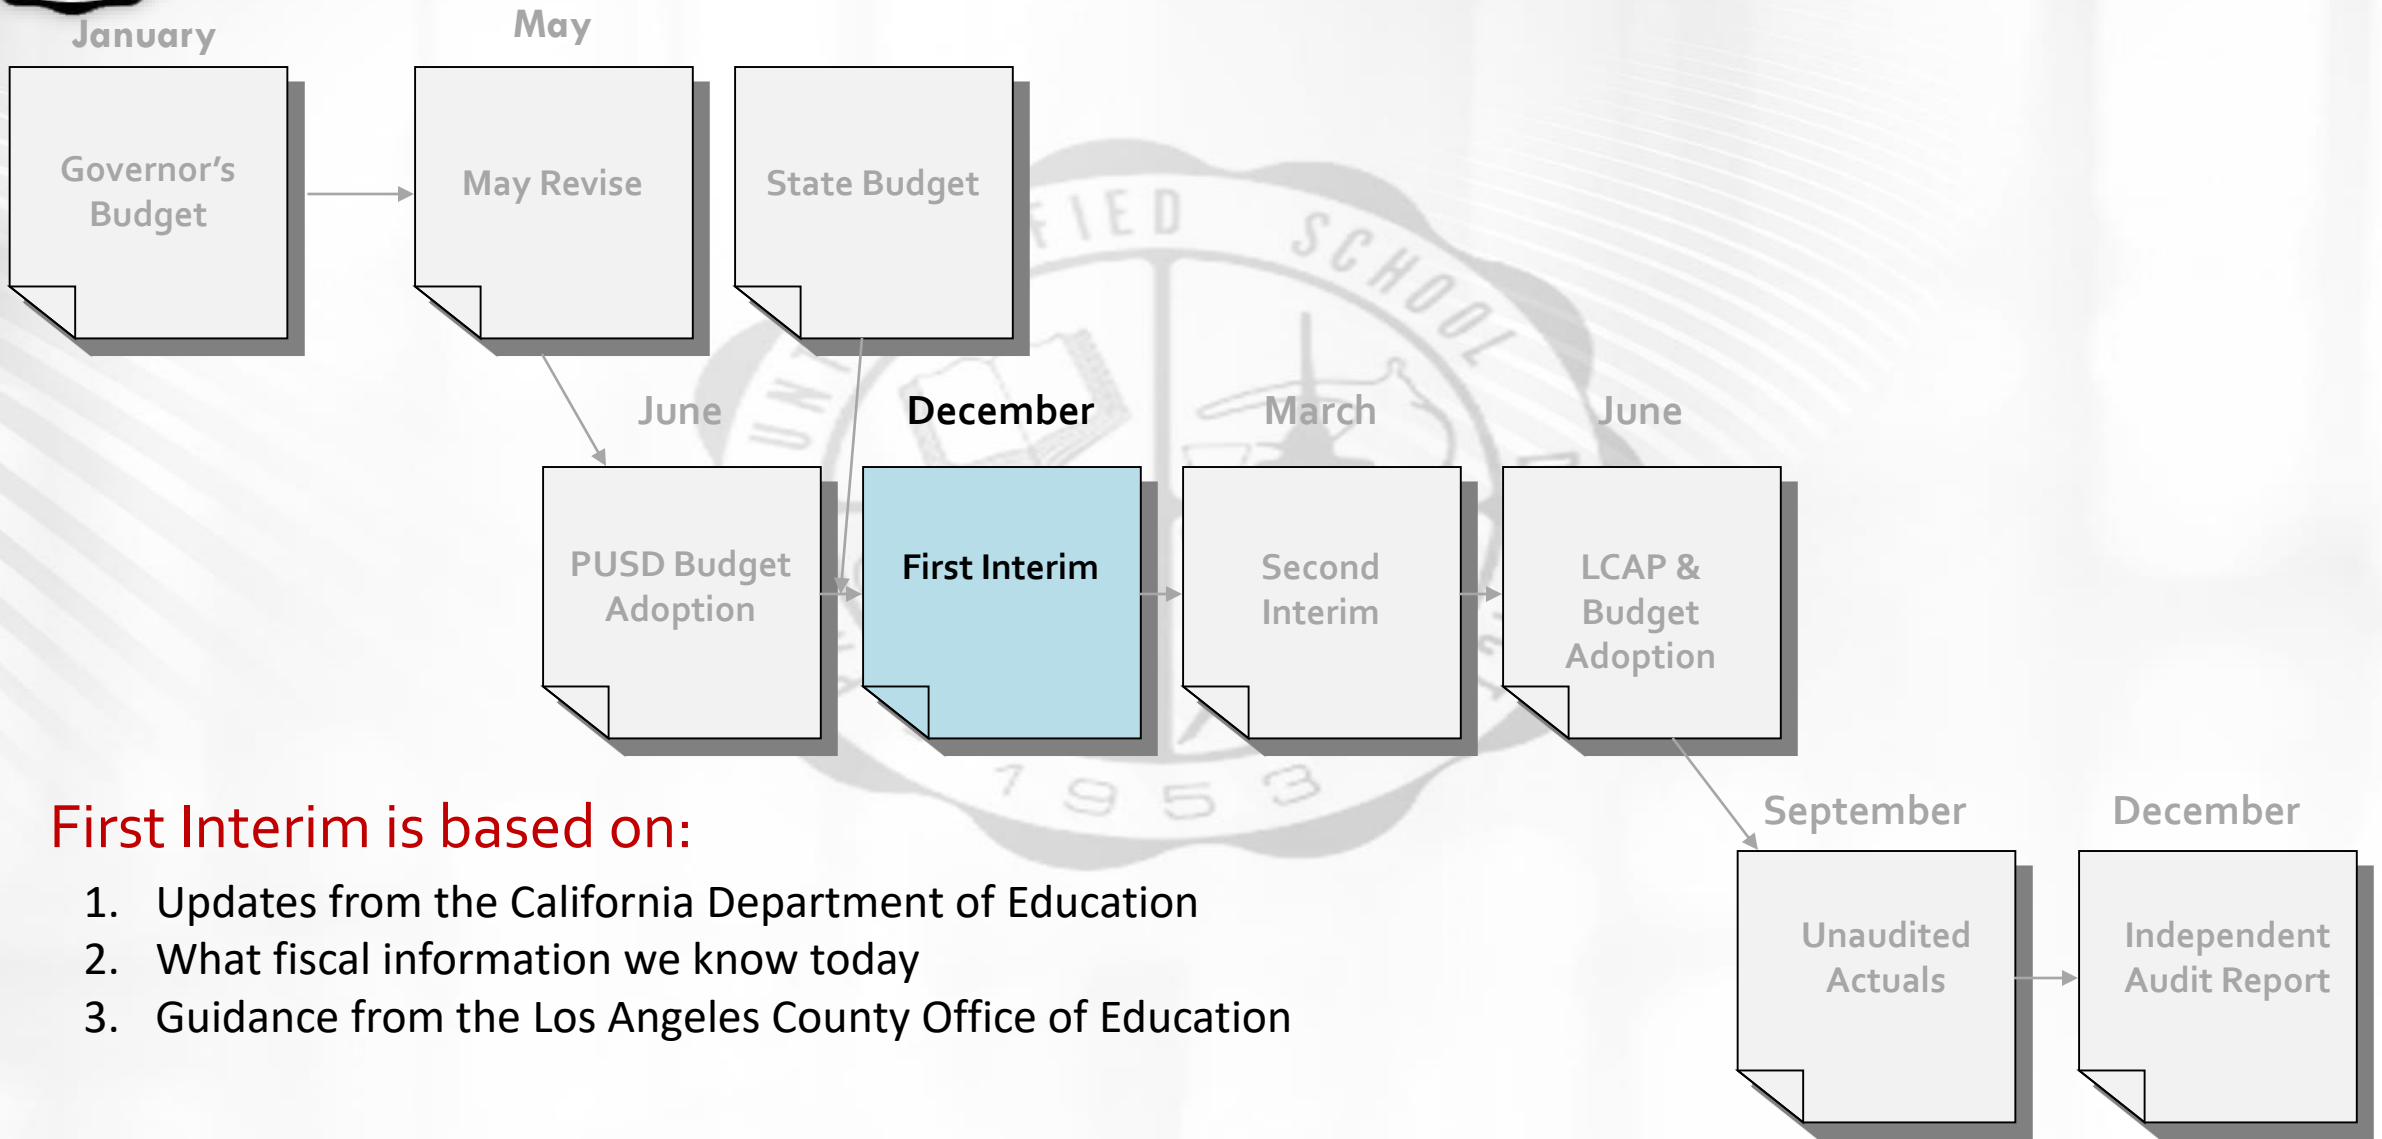 January
May
Governor’s
Budget
May Revise
State Budget
June
December
March
June
PUSD Budget
Adoption
First Interim
Second
Interim
LCAP &
Budget
Adoption
First Interim is based on:
1. Updates from the California Department of Education
2. What fiscal information we know today
3. Guidance from the Los Angeles County Office of Education
September
December
Unaudited
Actuals
Independent
Audit Report
SCHOOL
1953